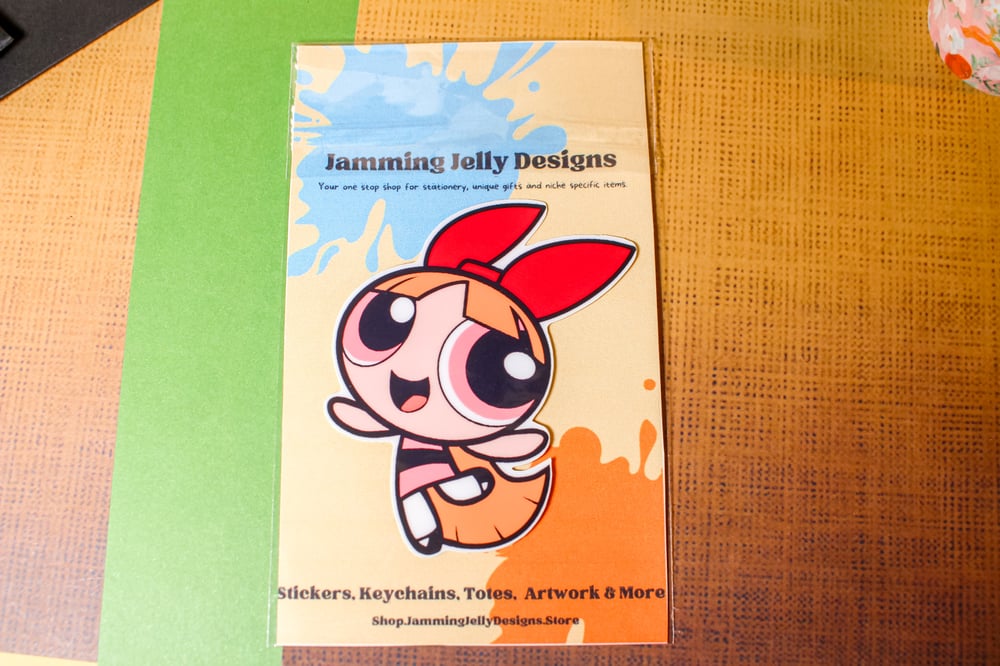 Jamming Jelly Designs
Your one stop shop for stationery, unique gifts and niche specific items.
Stickers, Keychains, Totes, Artwork & More
Shop.JammingJellyDesigns.Store